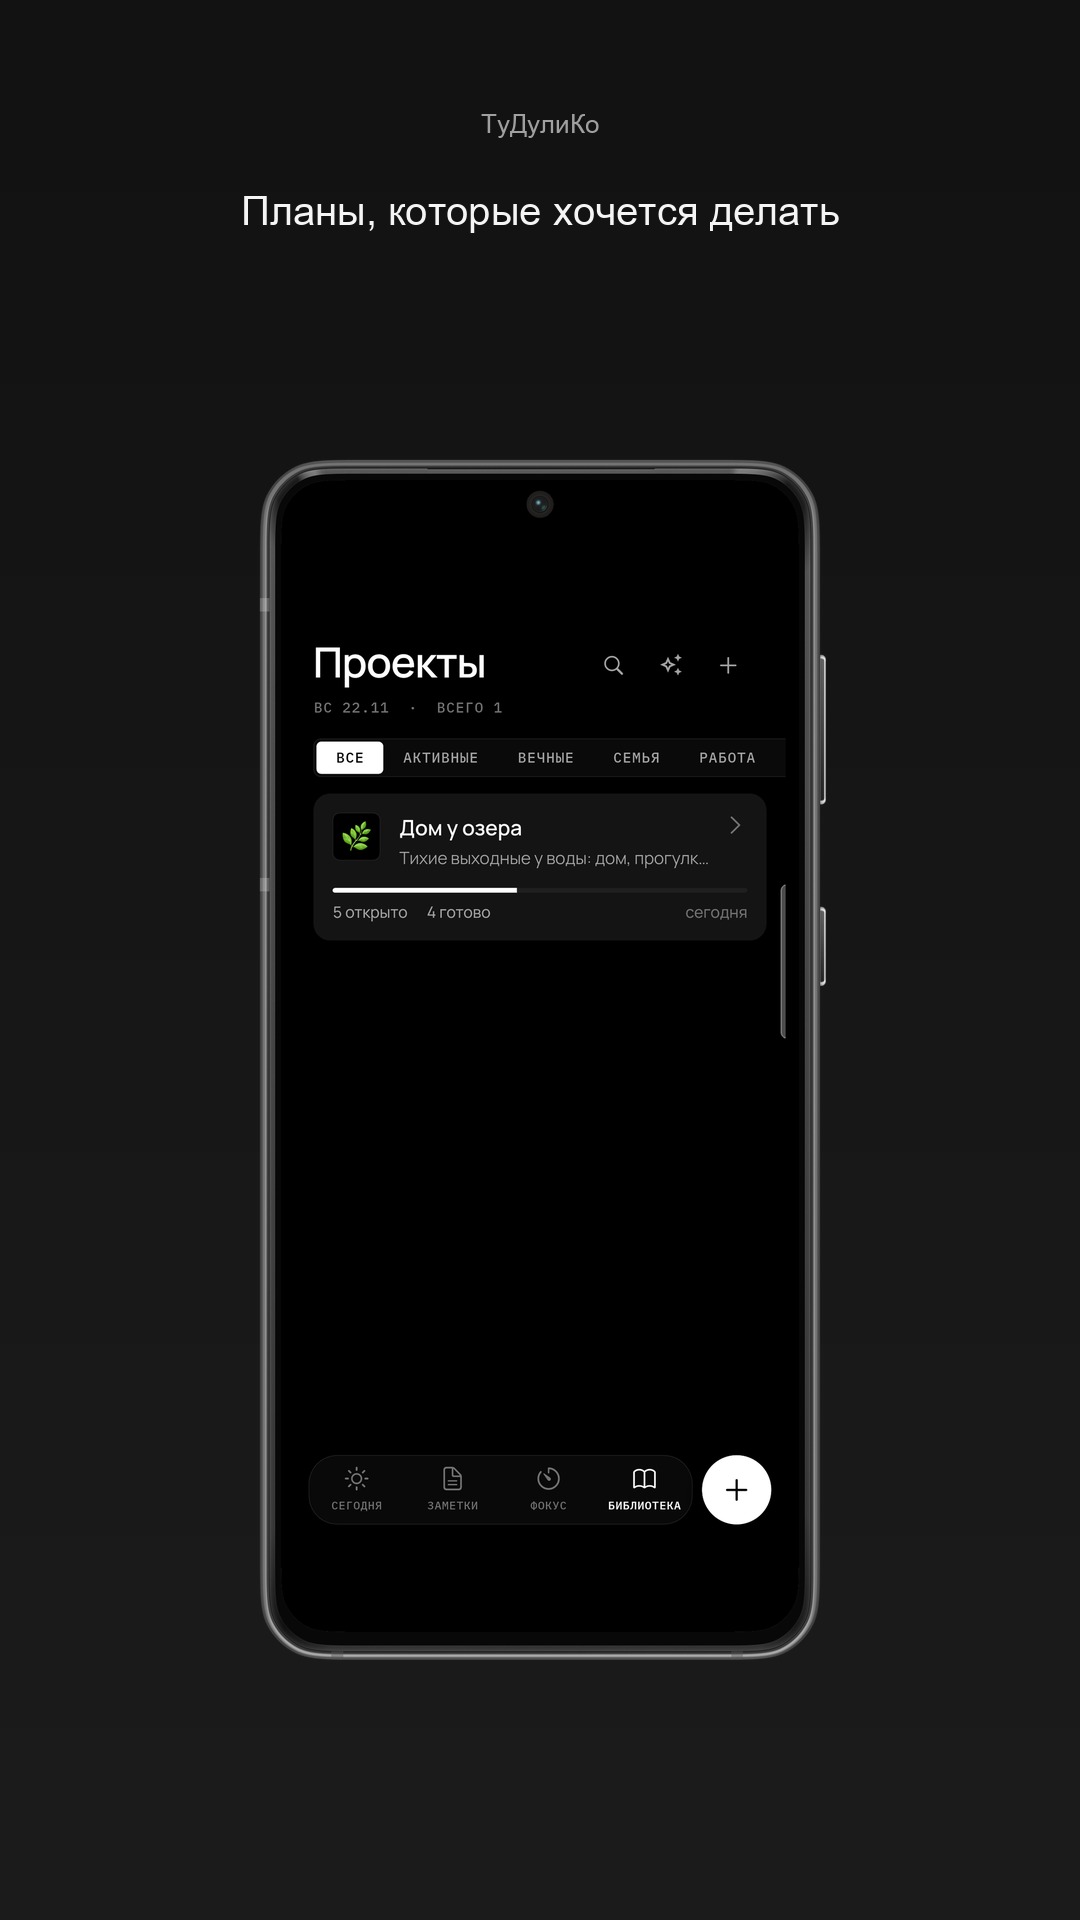 ТуДулиКо
Планы, которые хочется делать
Проекты
ВС 22.11 · ВСЕГО 1
ВСЕ АКТИВНЫЕ ВЕЧНЫЕ СЕМЬЯ РАБОТА
Дом у озера
Тихие выходные у воды: дом, прогулк...
5 открыто 4 готово сегодня
СЕГОДНЯ ЗАМЕТКИ ФОКУС БИБЛИОТЕКА